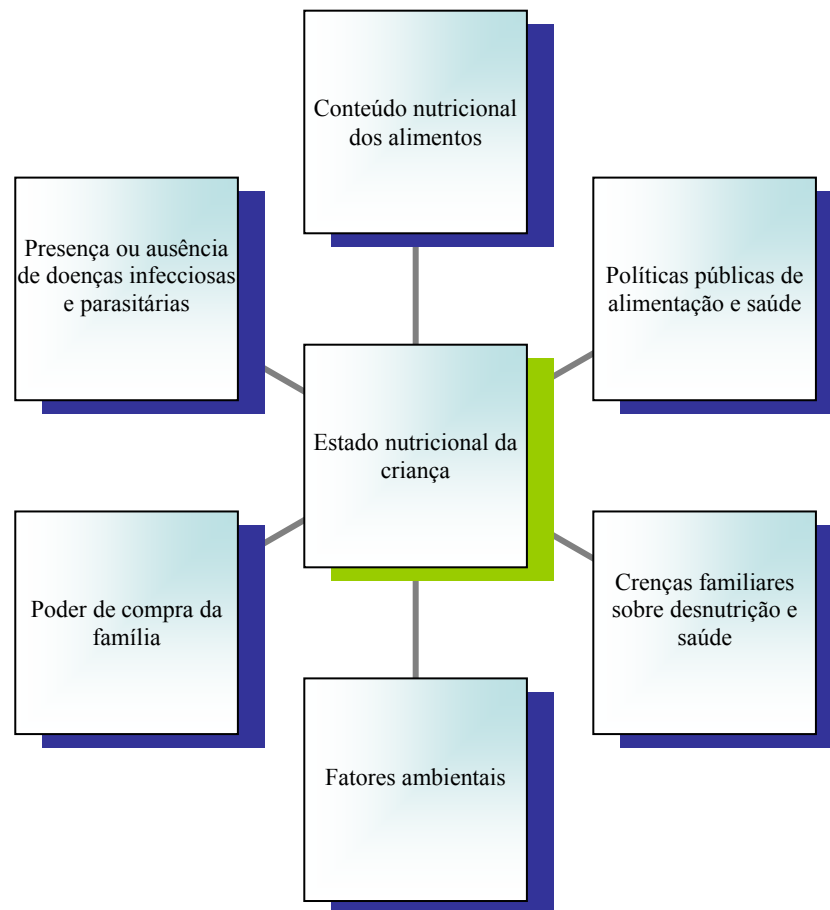 Conteúdo nutricional
dos alimentos
Presença ou ausência
de doenças infecciosas
e parasitárias
Políticas públicas de
alimentação e saúde
Estado nutricional da
criança
Poder de compra da
família
Crenças familiares
sobre desnutrição e
saúde
Fatores ambientais